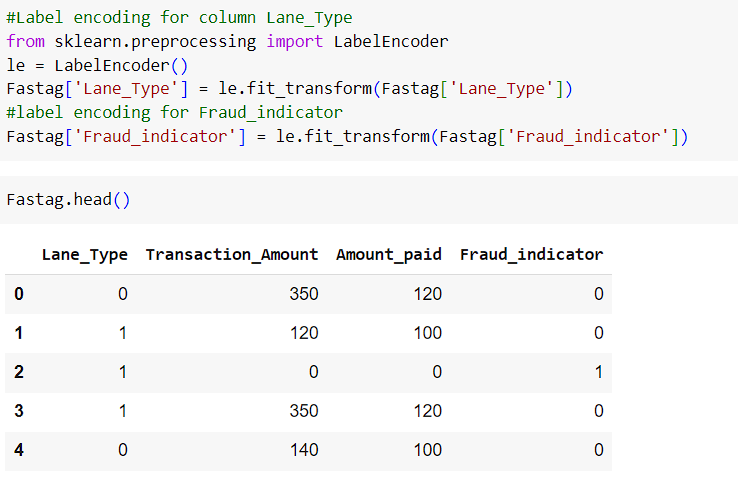 #Label encoding for column Lane_Type
from sklearn.preprocessing import LabelEncoder
le = LabelEncoder()
Fastag['Lane_Type'] = le.fit_transform(Fastag['Lane_Type'])
#label encoding for Fraud_indicator
Fastag['Fraud_indicator'] = le.fit_transform(Fastag['Fraud_indicator'])
Fastag.head()
Lane_Type Transaction_Amount Amount_paid Fraud_indicator
0 0 350 120 0
1 1 120 100 0
2 1 0 0 1
3 1 350 120 0
4 0 140 100 0